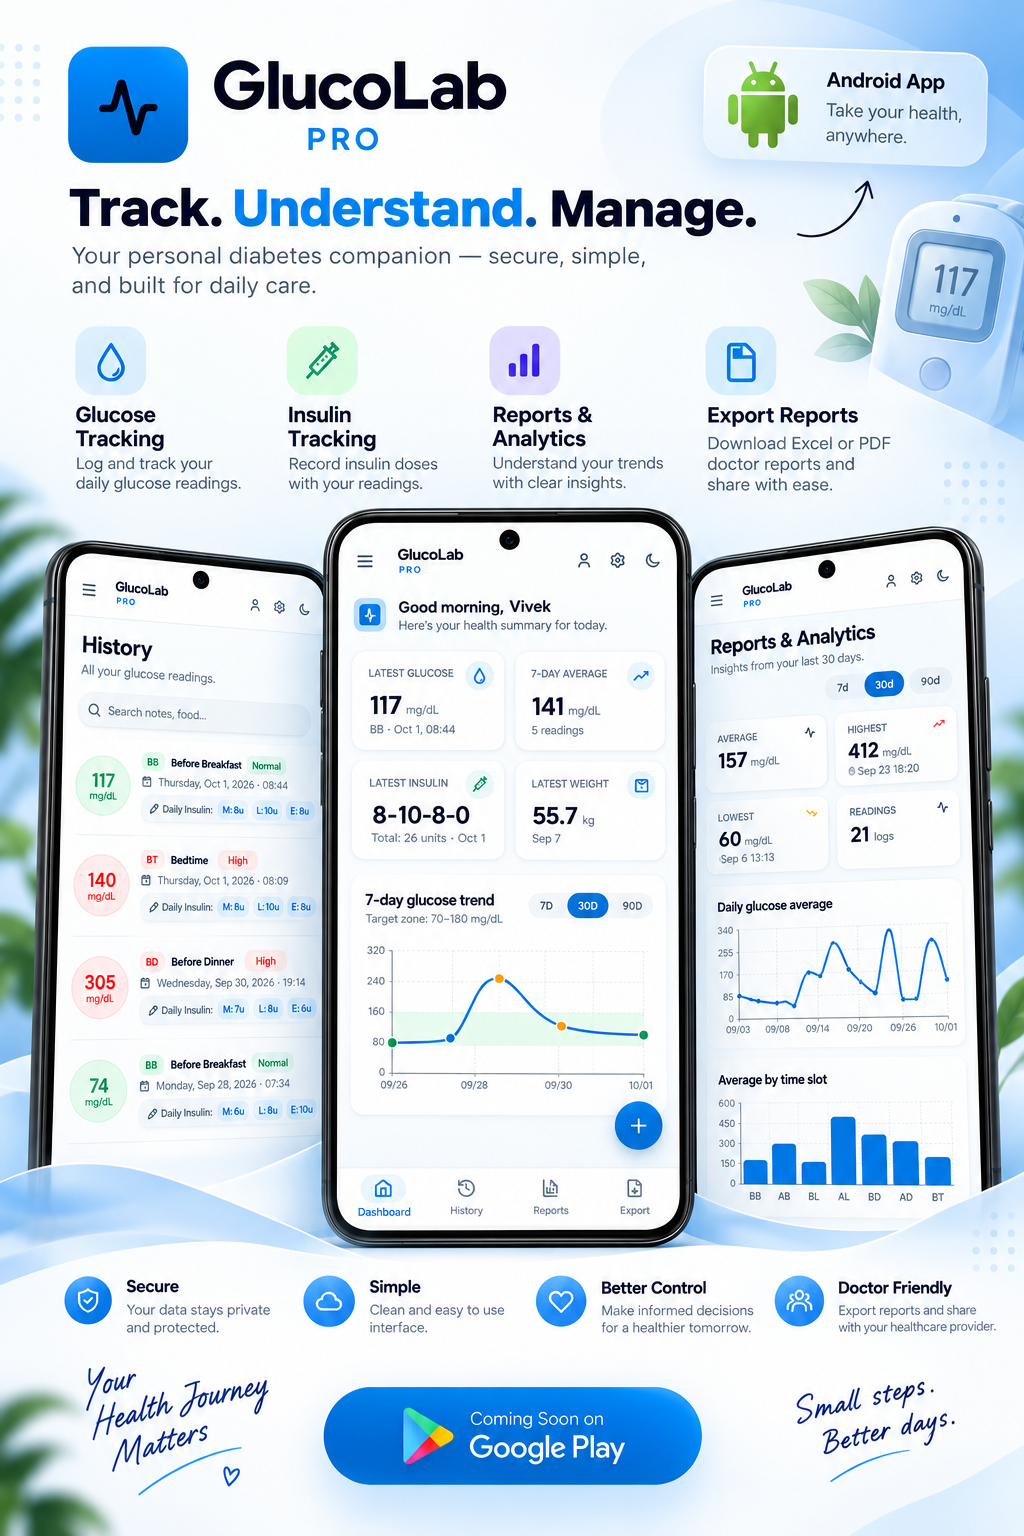 GlucoLab
PRO
Android App
Take your health,
anywhere.
Track. Understand. Manage.
Your personal diabetes companion — secure, simple,
and built for daily care.
117
mg/dL
Glucose
Tracking
Log and track your
daily glucose readings.
Insulin
Tracking
Record insulin doses
with your readings.
Reports &
Analytics
Understand your trends
with clear insights.
Export Reports
Download Excel or PDF
doctor reports and
share with ease.
GlucoLab
PRO
History
All your glucose readings.
Search notes, food...
117
mg/dL
BB Before Breakfast Normal
Thursday, Oct 1, 2026 · 08:44
Daily Insulin: M: 8u L: 10u E: 8u
140
mg/dL
BT Bedtime High
Thursday, Oct 1, 2026 · 08:09
Daily Insulin: M: 8u L: 10u E: 8u
305
mg/dL
BD Before Dinner High
Wednesday, Sep 30, 2026 · 19:14
Daily Insulin: M: 7u L: 8u E: 6u
74
mg/dL
BB Before Breakfast Normal
Monday, Sep 28, 2026 · 07:34
Daily Insulin: M: 6u L: 8u E: 10u
GlucoLab
PRO
Good morning, Vivek
Here's your health summary for today.
LATEST GLUCOSE
117 mg/dL
BB · Oct 1, 08:44
7-DAY AVERAGE
141 mg/dL
5 readings
LATEST INSULIN
8-10-8-0
Total: 26 units · Oct 1
LATEST WEIGHT
55.7 kg
Sep 7
7-day glucose trend
Target zone: 70–180 mg/dL
7D 30D 90D
320
240
160
80
0
09/26 09/28 09/30 10/01
Dashboard History Reports Export
GlucoLab
PRO
Reports & Analytics
Insights from your last 30 days.
7d 30d 90d
AVERAGE
157 mg/dL
HIGHEST
412 mg/dL
Sep 23 18:20
LOWEST
60 mg/dL
Sep 6 13:13
READINGS
21 logs
Daily glucose average
340
255
170
85
0
09/03 09/08 09/14 09/20 09/26 10/01
Average by time slot
600
450
300
150
0
BB AB BL AL BD AD BT
Secure
Your data stays private
and protected.
Simple
Clean and easy to use
interface.
Better Control
Make informed decisions
for a healthier tomorrow.
Doctor Friendly
Export reports and share
with your healthcare provider.
Your
Health Journey
Matters
Coming Soon on
Google Play
Small steps.
Better days.